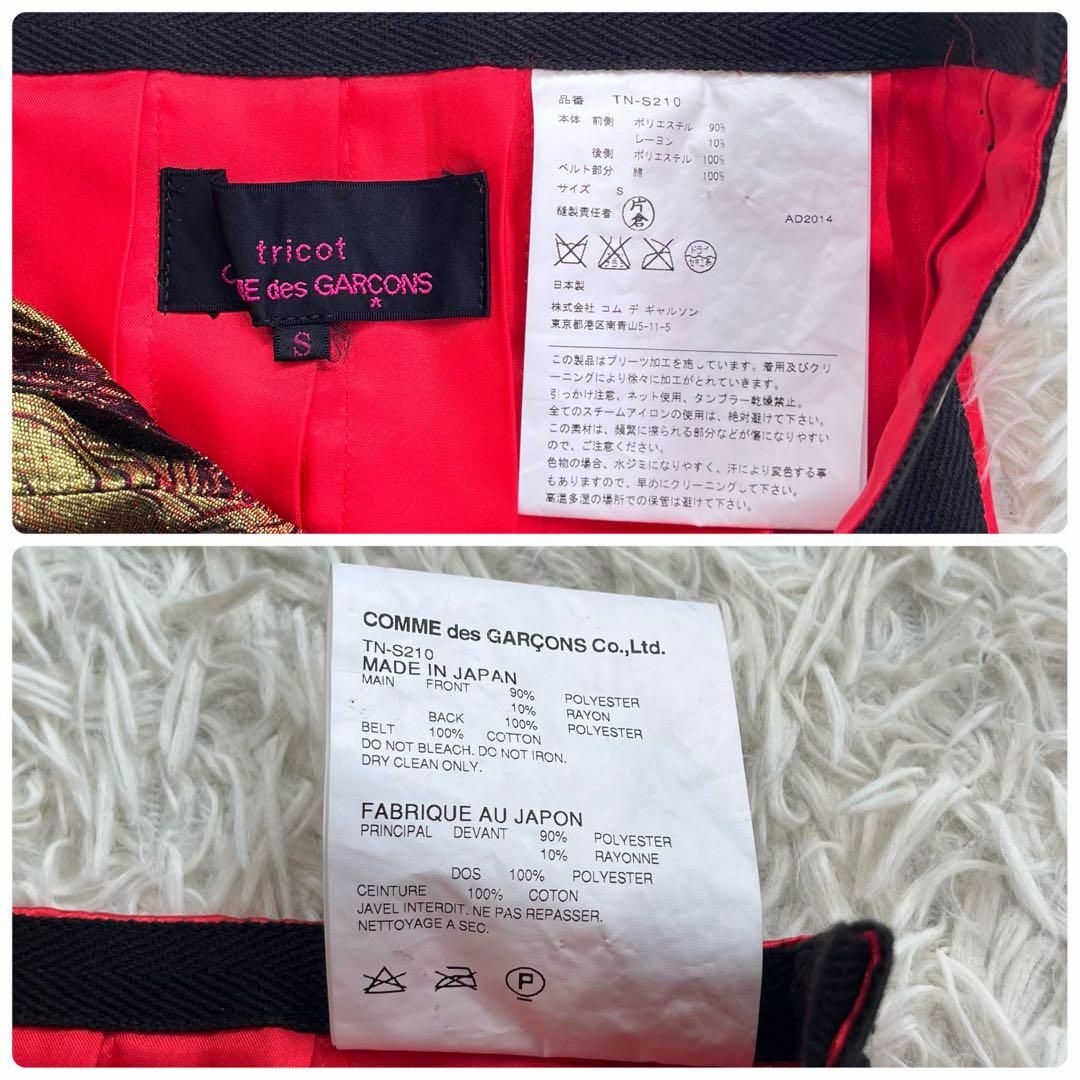 tricot
ME des GARÇONS
*
S
品番 TN-S210
本体 前側 ポリエステル 90%
レーヨン 10%
後側 ポリエステル 100%
ベルト部分 綿 100%
サイズ S
縫製責任者 片倉
AD2014
エンソサラシ
ドライ
セキユ系
日本製
株式会社 コム デ ギャルソン
東京都港区南青山5-11-5
この製品はプリーツ加工を施しています。着用及びクリ
ーニングにより徐々に加工がとれていきます。
引っかけ注意、ネット使用、タンブラー乾燥禁止。
全てのスチームアイロンの使用は、絶対避けて下さい。
この素材は、頻繁に擦られる部分などが傷になりやすい
ので、ご注意ください。
色物の場合、水ジミになりやすく、汗により変色する事
もありますので、早めにクリーニングして下さい。
高温多湿の場所での保管は避けて下さい。
COMME des GARÇONS Co.,Ltd.
TN-S210
MADE IN JAPAN
MAIN FRONT 90% POLYESTER
10% RAYON
BACK 100% POLYESTER
BELT 100% COTTON
DO NOT BLEACH. DO NOT IRON.
DRY CLEAN ONLY.
FABRIQUE AU JAPON
PRINCIPAL DEVANT 90% POLYESTER
10% RAYONNE
DOS 100% POLYESTER
CEINTURE 100% COTON
JAVEL INTERDIT. NE PAS REPASSER.
NETTOYAGE A SEC.
P